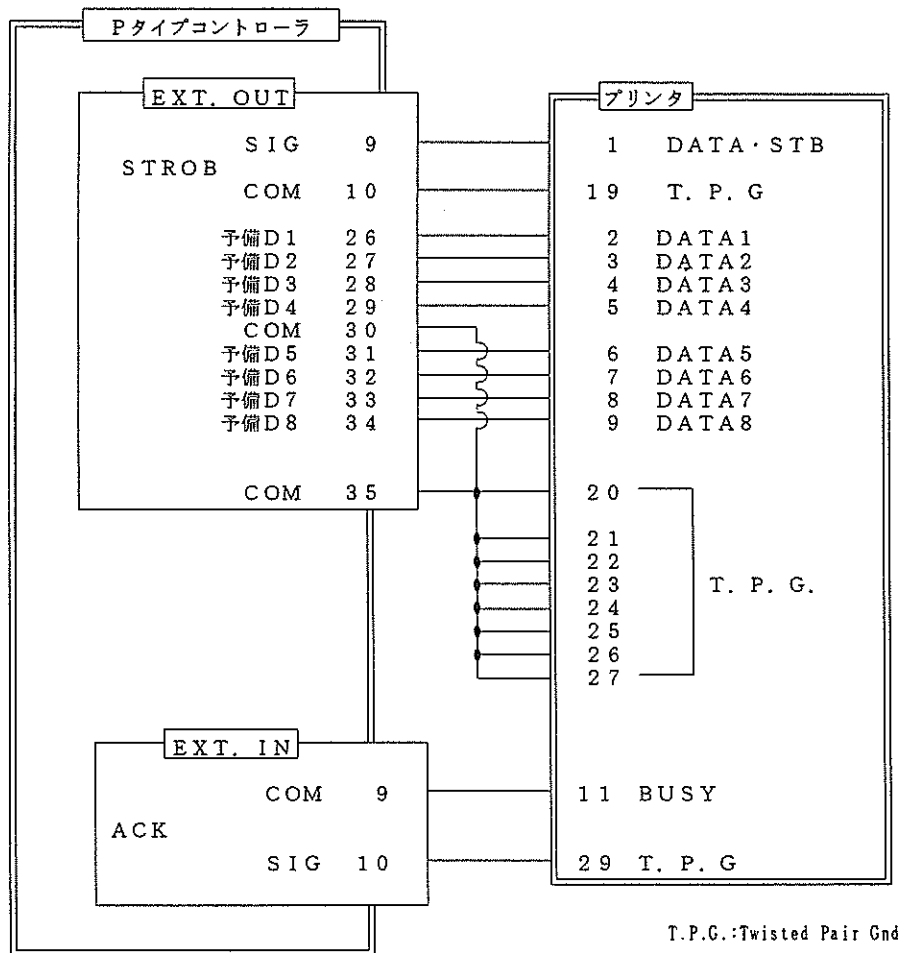 Pタイプコントローラ
EXT. OUT
プリンタ
SIG 9 1 DATA・STB
STROB
COM 10 19 T. P. G
予備D1 26 2 DATA1
予備D2 27 3 DATA2
予備D3 28 4 DATA3
予備D4 29 5 DATA4
COM 30
予備D5 31 6 DATA5
予備D6 32 7 DATA6
予備D7 33 8 DATA7
予備D8 34 9 DATA8
COM 35 20
21
22
23 T. P. G.
24
25
26
27
EXT. IN
COM 9 11 BUSY
ACK
SIG 10 29 T. P. G
T.P.G.:Twisted Pair Gnd